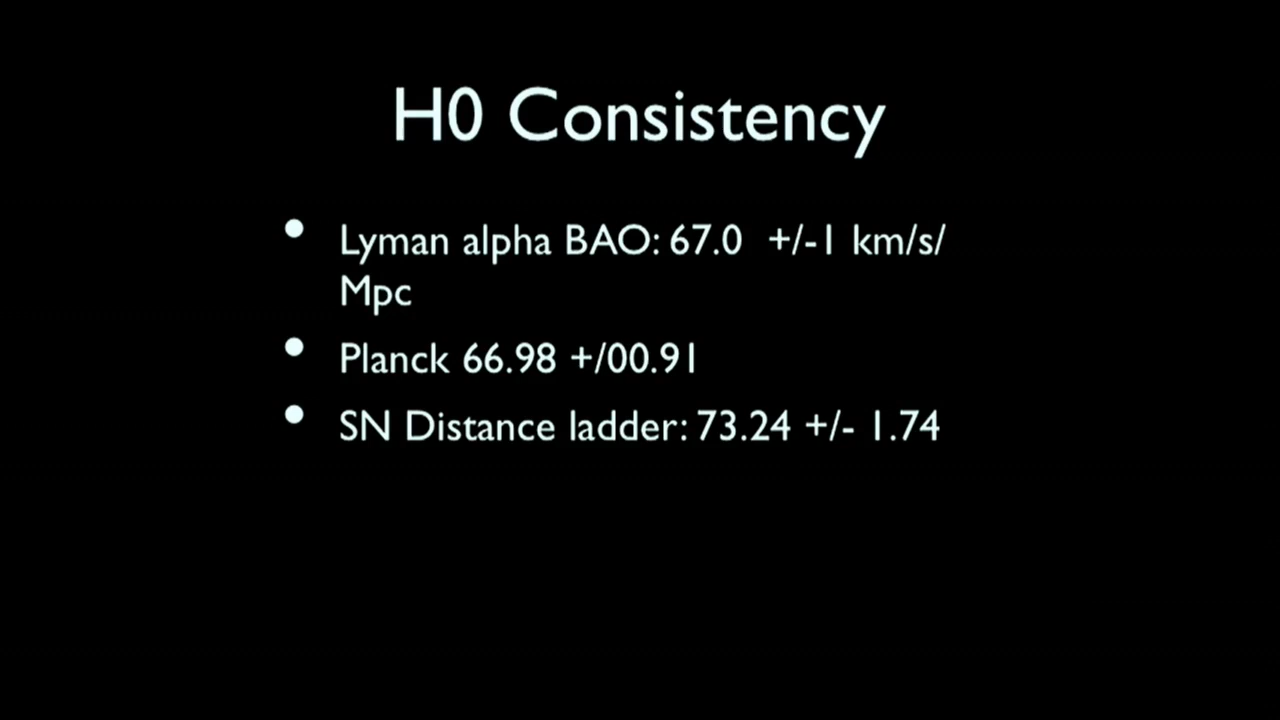 H0 Consistency
• Lyman alpha BAO: 67.0 +/-1 km/s/
Mpc
• Planck 66.98 +/00.91
• SN Distance ladder: 73.24 +/- 1.74